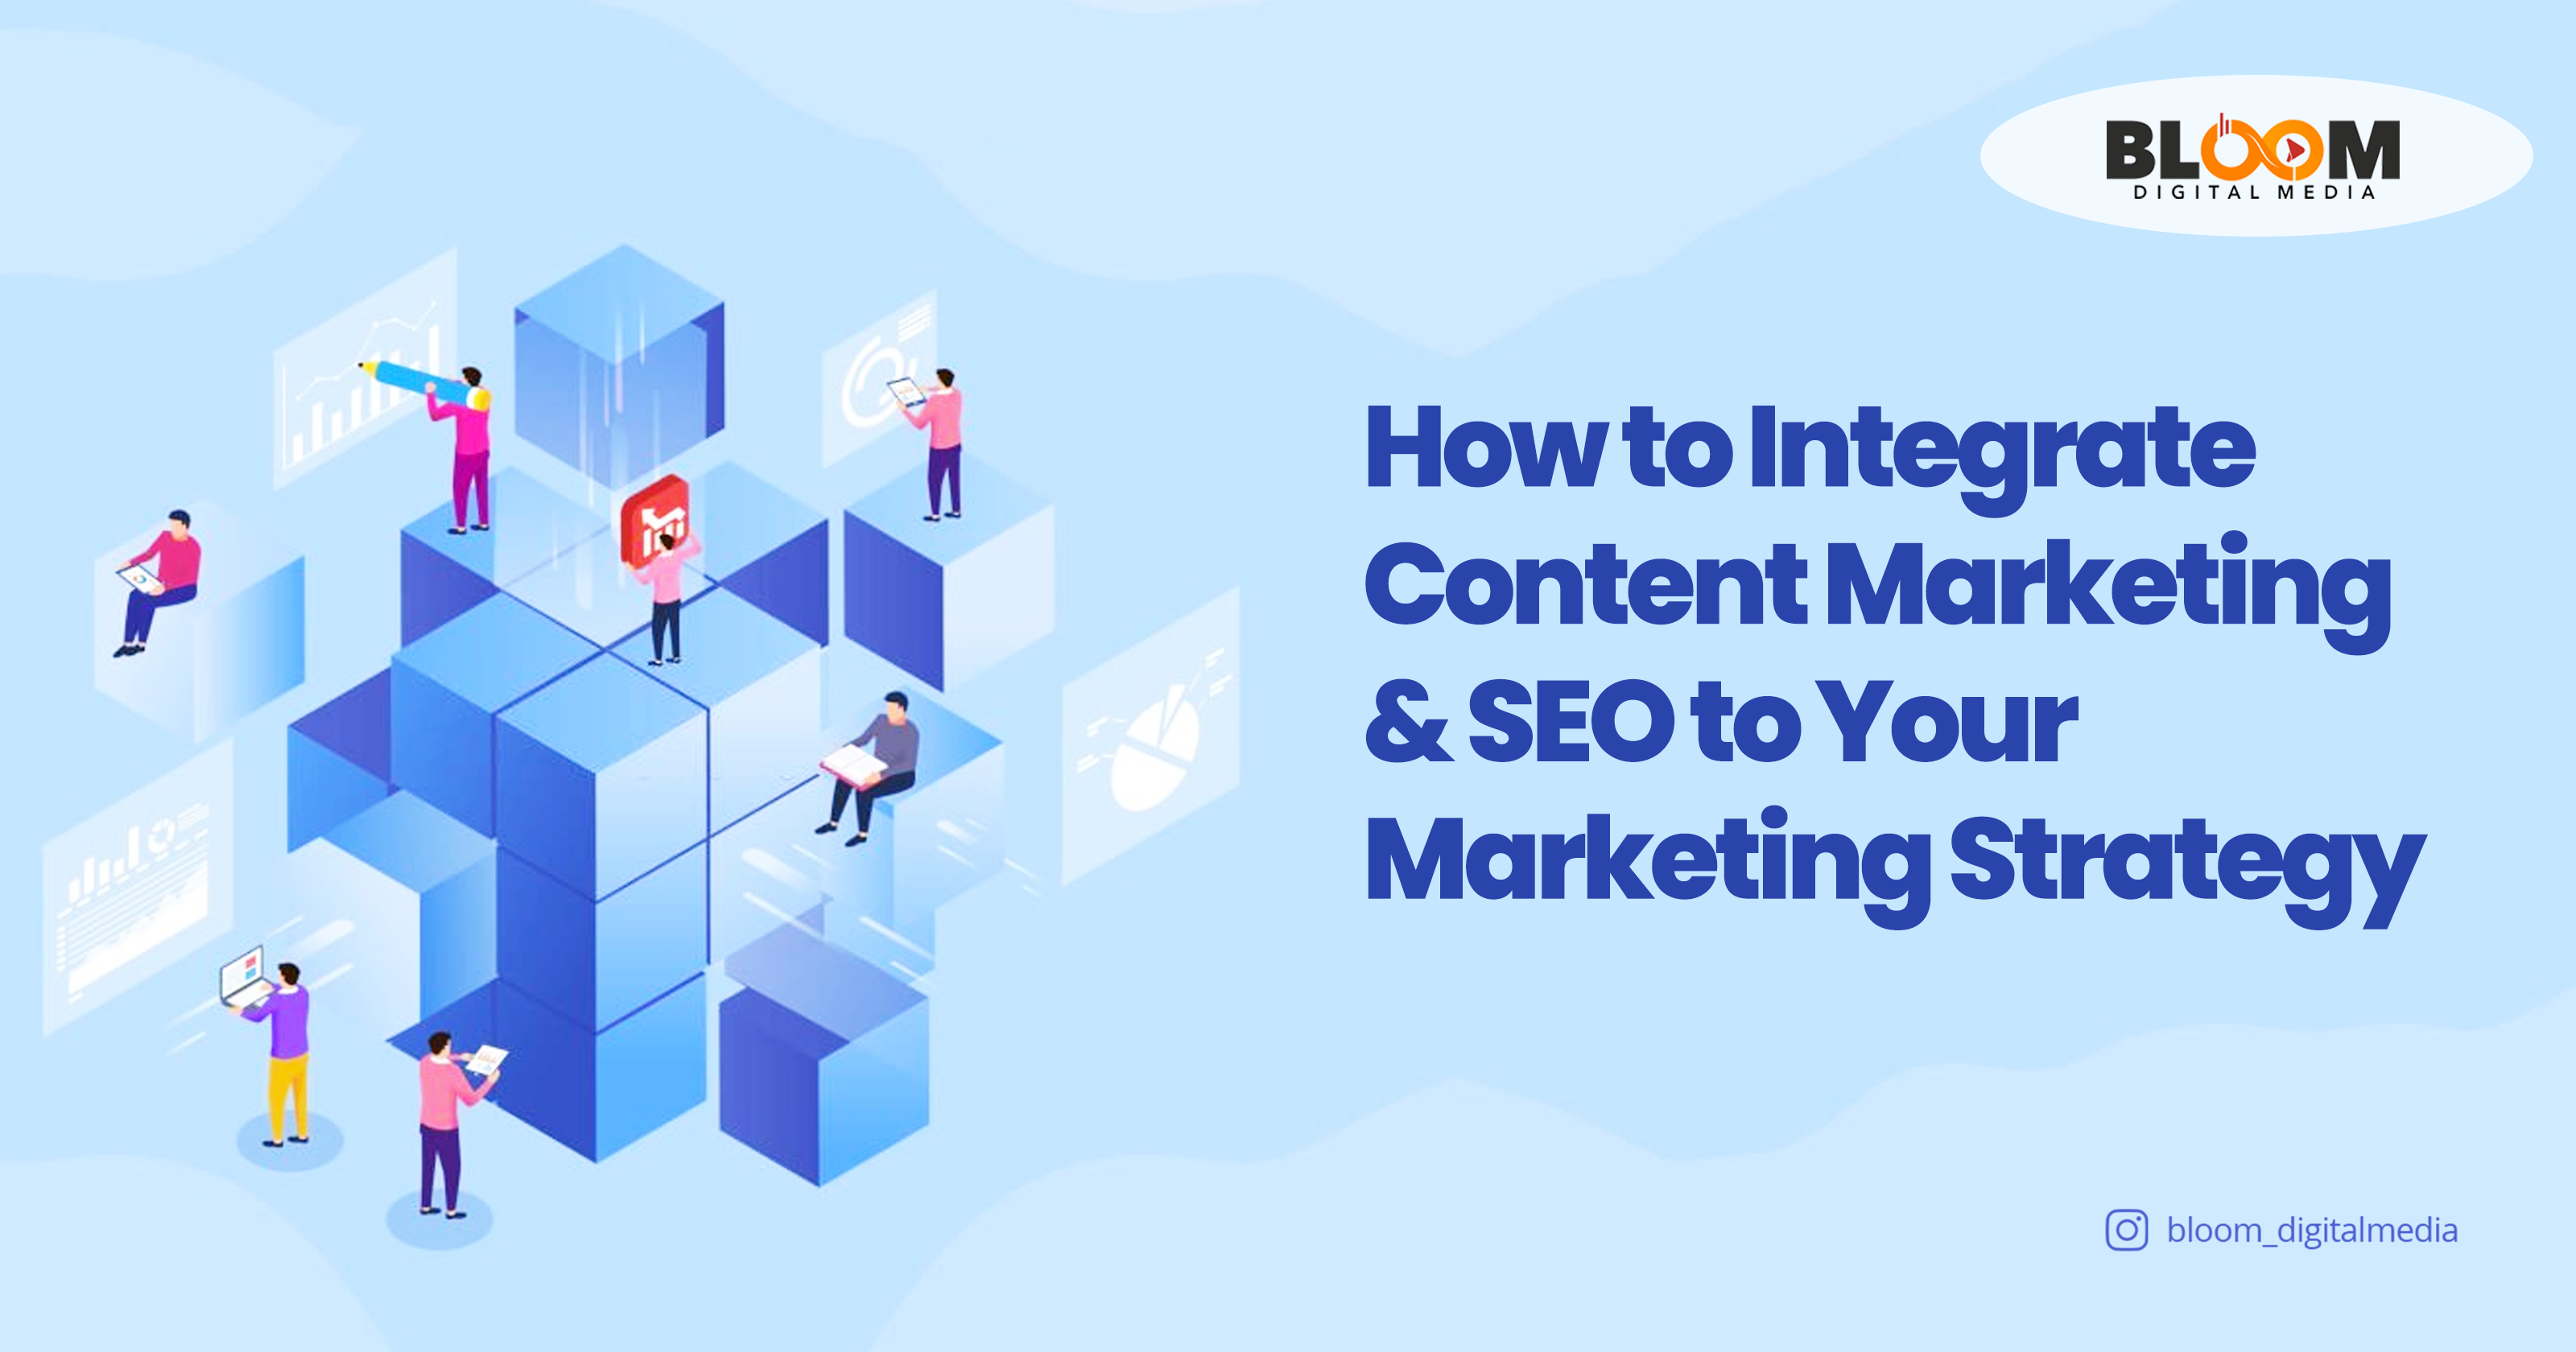 BLOOM
DIGITAL MEDIA
How to Integrate
Content Marketing
& SEO to Your
Marketing Strategy
bloom_digitalmedia